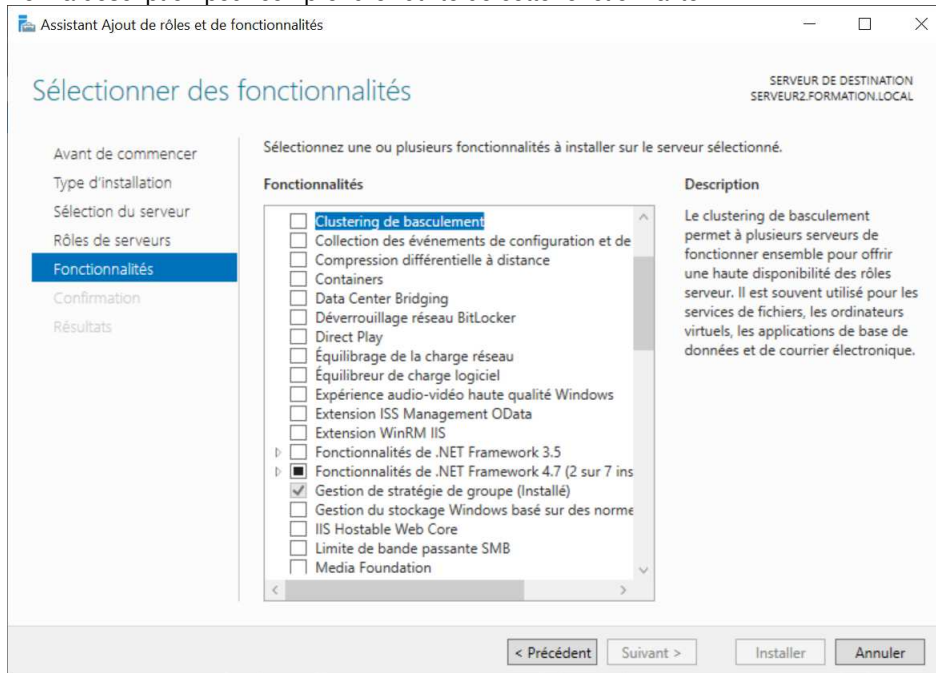 Assistant Ajout de rôles et de fonctionnalités
Sélectionner des fonctionnalités
SERVEUR DE DESTINATION
SERVEUR2.FORMATION.LOCAL
Avant de commencer
Type d'installation
Sélection du serveur
Rôles de serveurs
Fonctionnalités
Confirmation
Résultats
Sélectionnez une ou plusieurs fonctionnalités à installer sur le serveur sélectionné.
Fonctionnalités
Clustering de basculement
Collection des événements de configuration et de
Compression différentielle à distance
Containers
Data Center Bridging
Déverrouillage réseau BitLocker
Direct Play
Équilibrage de la charge réseau
Équilibreur de charge logiciel
Expérience audio-vidéo haute qualité Windows
Extension ISS Management OData
Extension WinRM IIS
Fonctionnalités de .NET Framework 3.5
Fonctionnalités de .NET Framework 4.7 (2 sur 7 ins
Gestion de stratégie de groupe (Installé)
Gestion du stockage Windows basé sur des norme
IIS Hostable Web Core
Limite de bande passante SMB
Media Foundation
Description
Le clustering de basculement
permet à plusieurs serveurs de
fonctionner ensemble pour offrir
une haute disponibilité des rôles
serveur. Il est souvent utilisé pour les
services de fichiers, les ordinateurs
virtuels, les applications de base de
données et de courrier électronique.
< Précédent
Suivant >
Installer
Annuler